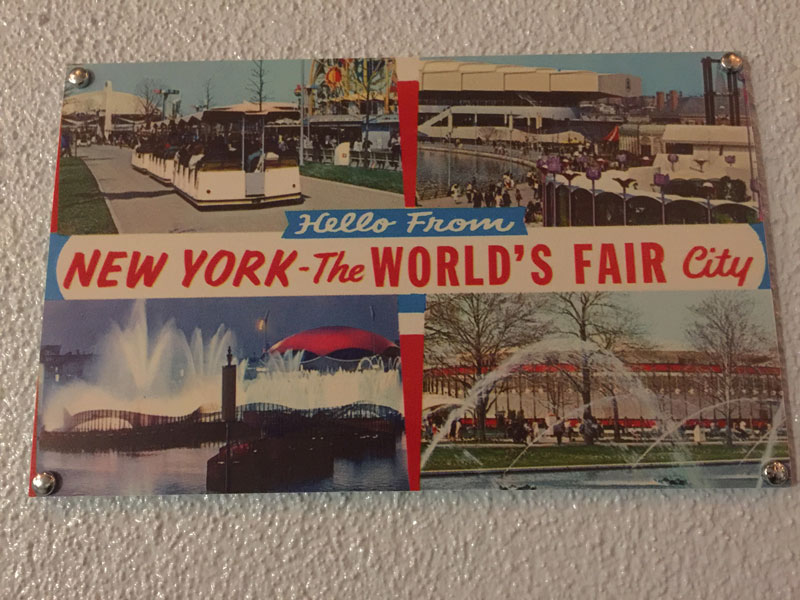 Hello From
NEW YORK - The WORLD'S FAIR City